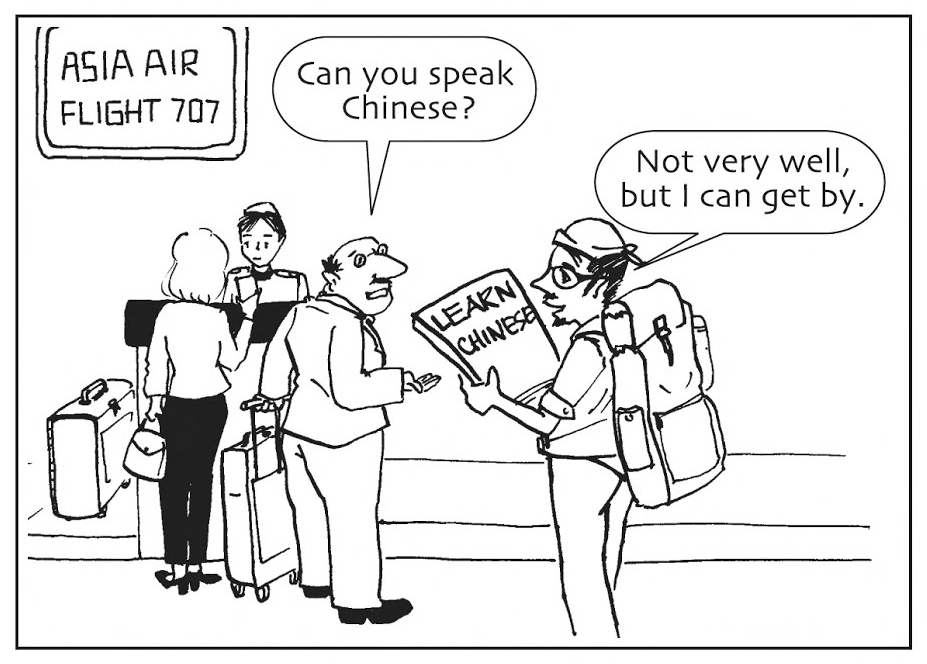 ASIA AIR
FLIGHT 707
Can you speak
Chinese?
Not very well,
but I can get by.
LEARN
CHINESE